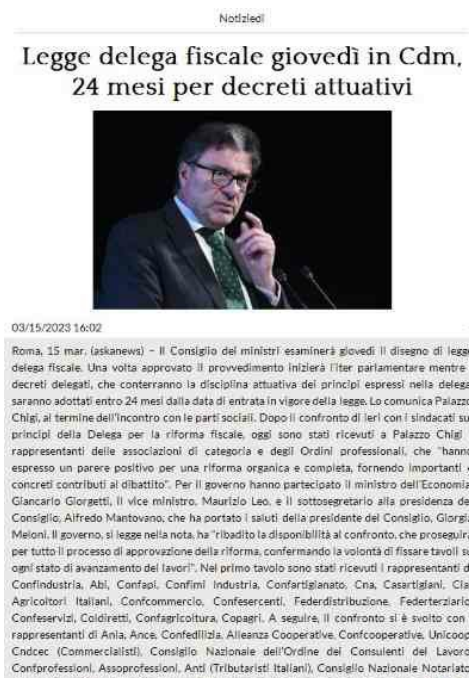 Notiziedì
Legge delega fiscale giovedì in Cdm,
24 mesi per decreti attuativi
03/15/2023 16:02
Roma, 15 mar. (askanews) – Il Consiglio dei ministri esaminerà giovedì il disegno di legge
delega fiscale. Una volta approvato il provvedimento inizierà l'iter parlamentare mentre
decreti delegati, che conterranno la disciplina attuativa dei principi espressi nella delega
saranno adottati entro 24 mesi dalla data di entrata in vigore della legge. Lo comunica Palazzo
Chigi, al termine dell'incontro con le parti sociali. Dopo il confronto di ieri con i sindacati su
principi della Delega per la riforma fiscale, oggi sono stati ricevuti a Palazzo Chigi
rappresentanti delle associazioni di categoria e degli Ordini professionali, che "hanno
espresso un parere positivo per una riforma organica e completa, fornendo importanti e
concreti contributi al dibattito". Per il governo hanno partecipato il ministro dell'Economia
Giancarlo Giorgetti, il vice ministro, Maurizio Leo, e il sottosegretario alla presidenza del
Consiglio, Alfredo Mantovano, che ha portato i saluti della presidente del Consiglio, Giorgia
Meloni. Il governo, si legge nella nota, ha "ribadito la disponibilità al confronto, che proseguirà
per tutto il processo di approvazione della riforma, confermando la volontà di fissare tavoli su
ogni stato di avanzamento dei lavori". Nel primo tavolo sono stati ricevuti i rappresentanti di
Confindustria, Abi, Confapi, Confimi Industria, Confartigianato, Cna, Casartigiani, Cia
Agricoltori Italiani, Confcommercio, Confesercenti, Federdistribuzione, Federterziario,
Confeservizi, Coldiretti, Confagricoltura, Copagri. A seguire, il confronto si è svolto con
rappresentanti di Ania, Ance, Confedilizia, Alleanza Cooperative, Confcooperative, Unicoop
Cndcec (Commercialisti), Consiglio Nazionale dell'Ordine dei Consulenti del Lavoro
Confprofessioni, Assoprofessioni, Anti (Tributaristi Italiani), Consiglio Nazionale Notariato